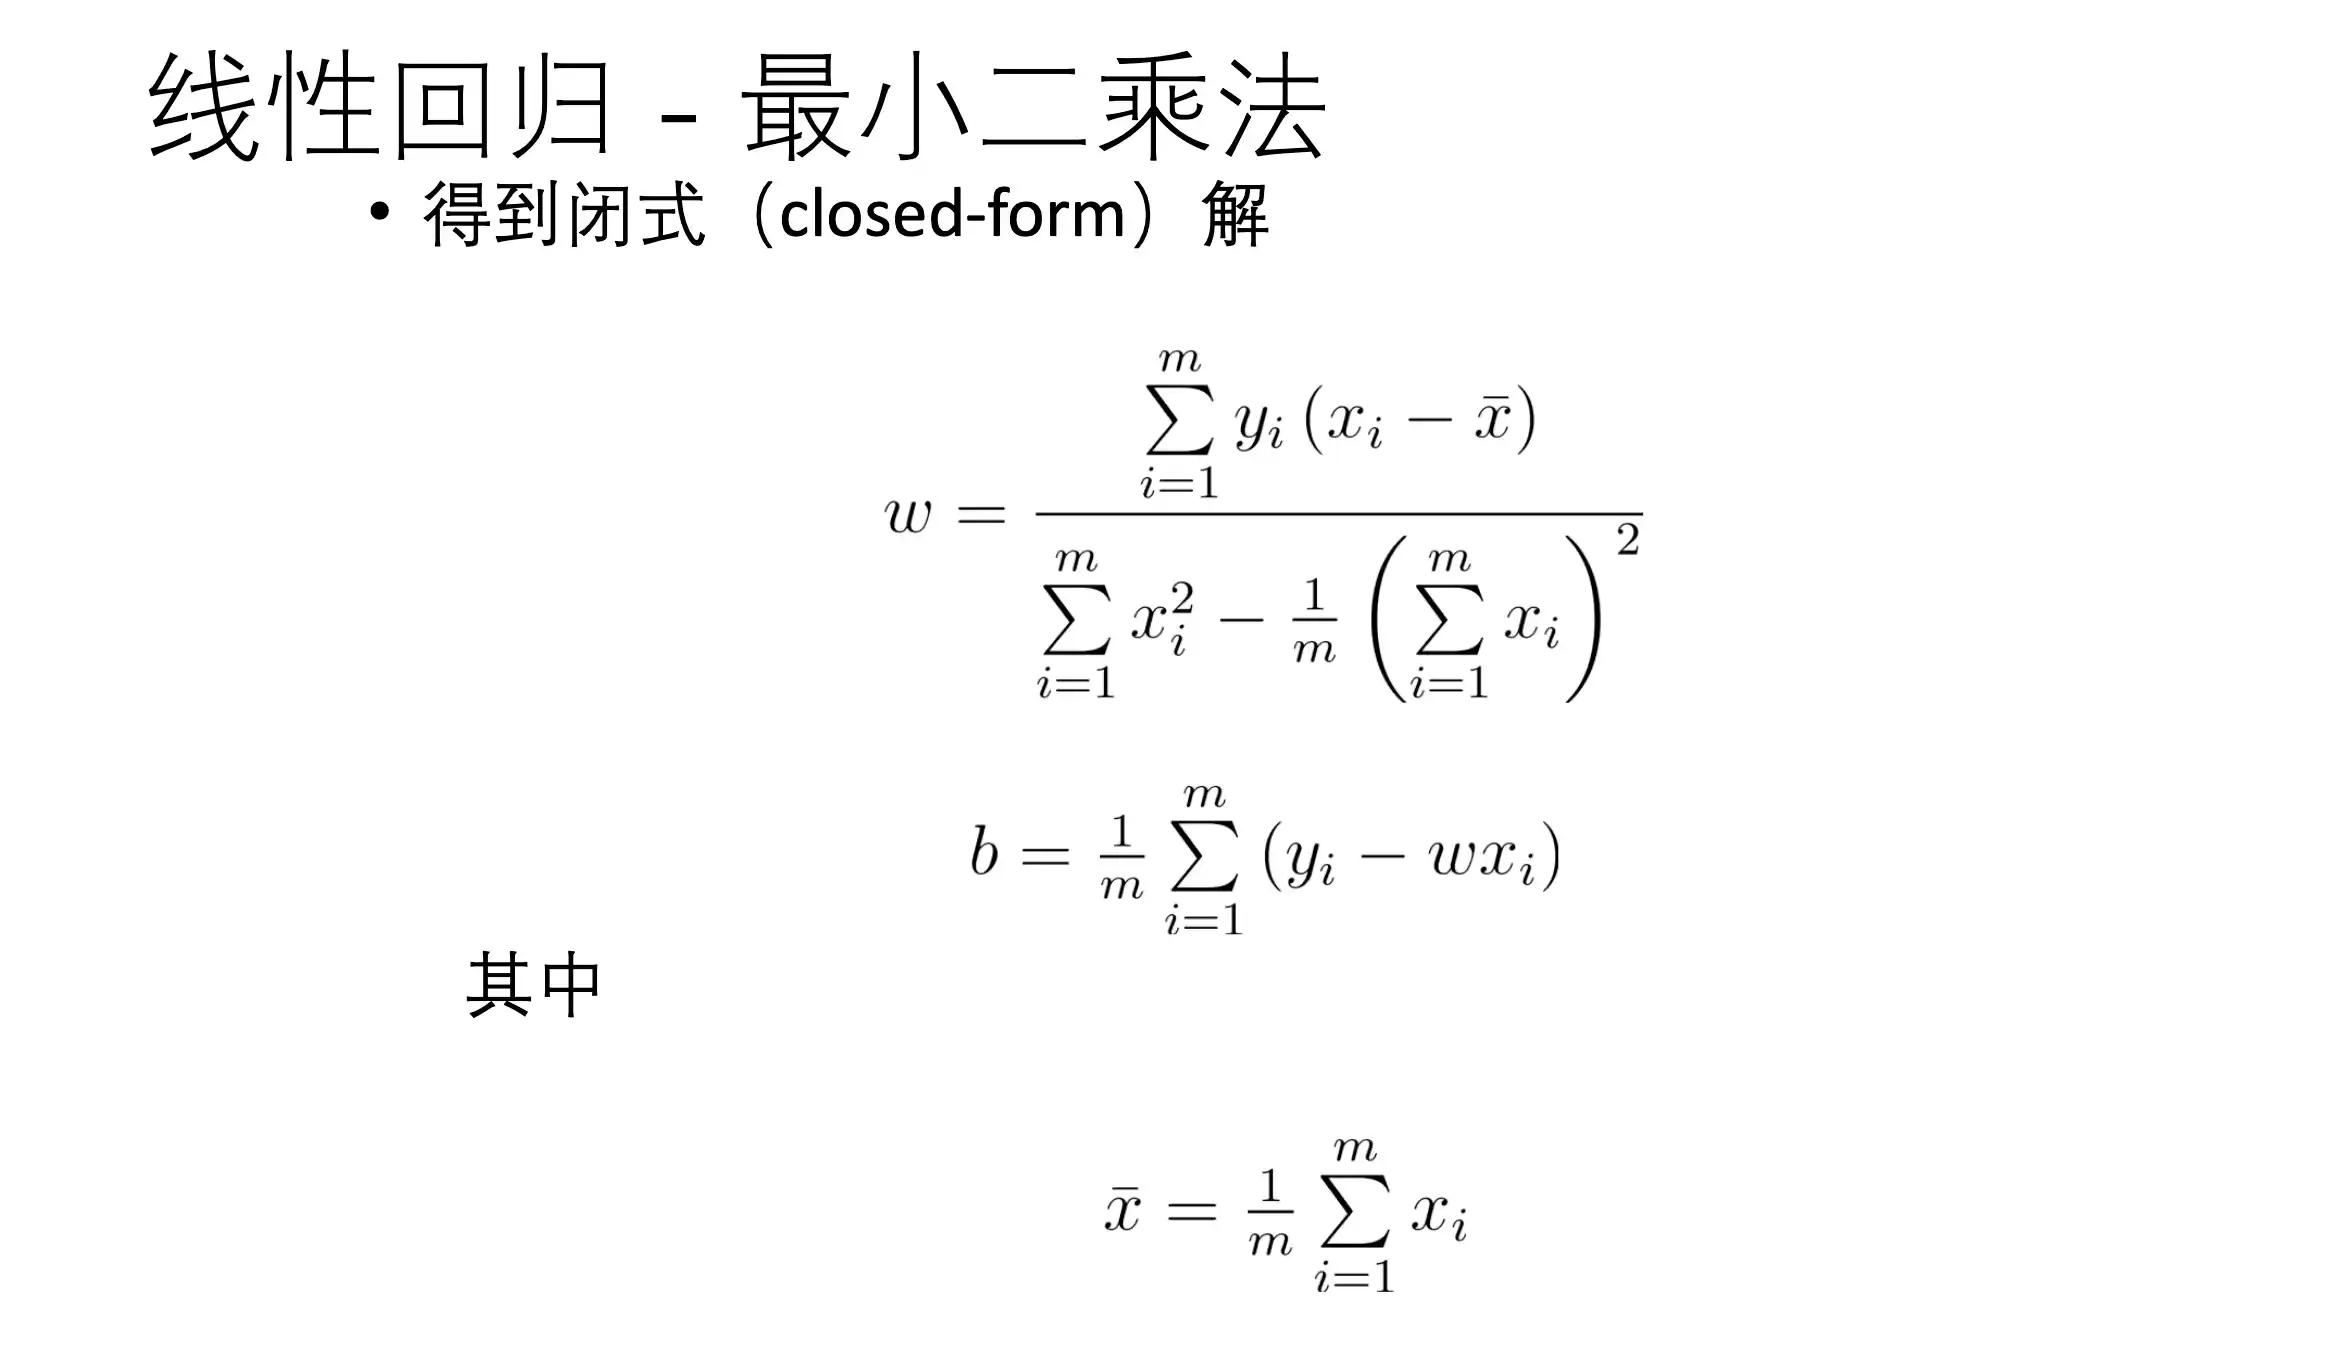 线性回归 - 最小二乘法
• 得到闭式（closed-form）解
$w = \frac{\sum_{i=1}^{m} y_i (x_i - \bar{x})}{\sum_{i=1}^{m} x_i^2 - \frac{1}{m} \left( \sum_{i=1}^{m} x_i \right)^2}$
$b = \frac{1}{m} \sum_{i=1}^{m} (y_i - w x_i)$
其中
$\bar{x} = \frac{1}{m} \sum_{i=1}^{m} x_i$